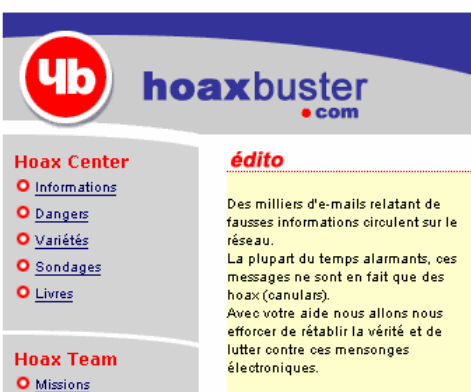 hb
hoaxbuster
.com
Hoax Center
Informations
Dangers
Variétés
Sondages
Livres
Hoax Team
Missions
édito
Des milliers d'e-mails relatant de
fausses informations circulent sur le
réseau.
La plupart du temps alarmants, ces
messages ne sont en fait que des
hoax (canulars).
Avec votre aide nous allons nous
efforcer de rétablir la vérité et de
lutter contre ces mensonges
électroniques.